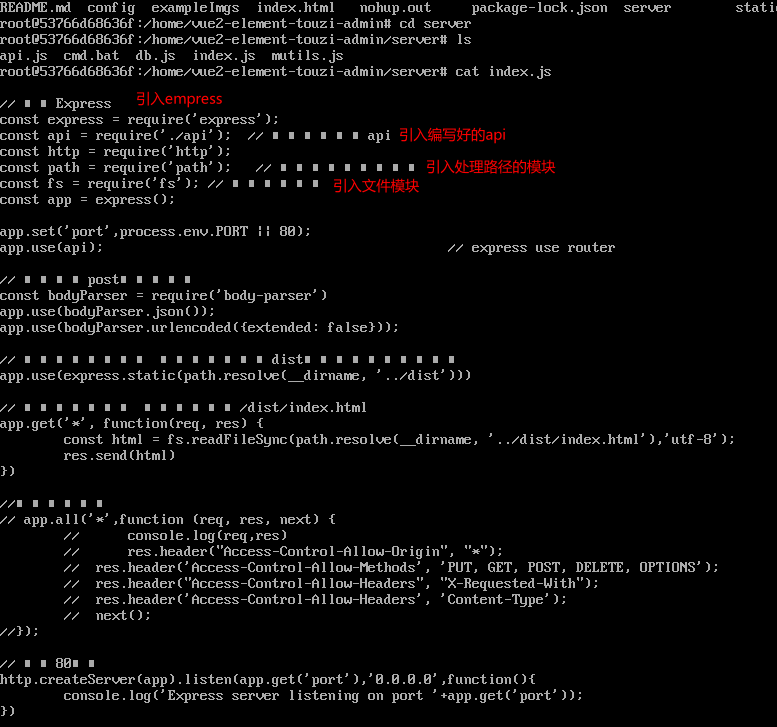 README.md config exampleImgs index.html nohup.out package-lock.json server stati
root@53766d68636f:/home/vue2-element-touzi-admin# cd server
root@53766d68636f:/home/vue2-element-touzi-admin/server# ls
api.js cmd.bat db.js index.js mutils.js
root@53766d68636f:/home/vue2-element-touzi-admin/server# cat index.js
// ■ ■ Express 引入empress
const express = require('express');
const api = require('./api'); // ■ ■ ■ ■ ■ ■ api 引入编写好的api
const http = require('http');
const path = require('path'); // ■ ■ ■ ■ ■ ■ ■ ■ ■ 引入处理路径的模块
const fs = require('fs'); // ■ ■ ■ ■ ■ ■ 引入文件模块
const app = express();
app.set('port',process.env.PORT || 80);
app.use(api); // express use router
// ■ ■ ■ ■ post■ ■ ■ ■ ■
const bodyParser = require('body-parser')
app.use(bodyParser.json());
app.use(bodyParser.urlencoded({extended: false}));
// ■ ■ ■ ■ ■ ■ ■ ■ ■ ■ ■ ■ ■ ■ ■ dist■ ■ ■ ■ ■ ■ ■ ■ ■ ■
app.use(express.static(path.resolve(__dirname, '../dist')))
// ■ ■ ■ ■ ■ ■ ■ ■ ■ ■ ■ ■ ■ /dist/index.html
app.get('*', function(req, res) {
const html = fs.readFileSync(path.resolve(__dirname, '../dist/index.html'),'utf-8');
res.send(html)
})
//■ ■ ■ ■ ■ ■
// app.all('*',function (req, res, next) {
// console.log(req,res)
// res.header("Access-Control-Allow-Origin", "*");
// res.header('Access-Control-Allow-Methods', 'PUT, GET, POST, DELETE, OPTIONS');
// res.header("Access-Control-Allow-Headers", "X-Requested-With");
// res.header('Access-Control-Allow-Headers', 'Content-Type');
// next();
//});
// ■ ■ 80■ ■
http.createServer(app).listen(app.get('port'),'0.0.0.0',function(){
console.log('Express server listening on port '+app.get('port'));
})